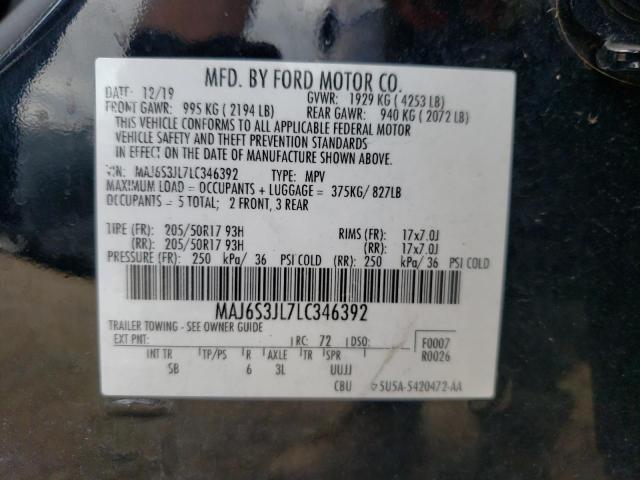 MFD. BY FORD MOTOR CO.
DATE: 12/19 GVWR: 1929 KG ( 4253 LB)
FRONT GAWR: 995 KG ( 2194 LB) REAR GAWR: 940 KG ( 2072 LB)
THIS VEHICLE CONFORMS TO ALL APPLICABLE FEDERAL MOTOR
VEHICLE SAFETY AND THEFT PREVENTION STANDARDS
IN EFFECT ON THE DATE OF MANUFACTURE SHOWN ABOVE.
VIN: MAJ6S3JL7LC346392 TYPE: MPV
MAXIMUM LOAD = OCCUPANTS + LUGGAGE = 375KG/ 827LB
OCCUPANTS = 5 TOTAL; 2 FRONT, 3 REAR
TIRE (FR): 205/50R17 93H RIMS (FR): 17x7.0J
(RR): 205/50R17 93H (RR): 17x7.0J
PRESSURE (FR): 250 kPa/ 36 PSI COLD (RR): 250 kPa/ 36 PSI COLD
MAJ6S3JL7LC346392
TRAILER TOWING - SEE OWNER GUIDE
EXT PNT: RC: 72 DSO: F0007
R0026
INT TR TP/PS R AXLE TR SPR
SB 6 3L UUJJ
CBU 5U5A-5420472-AA